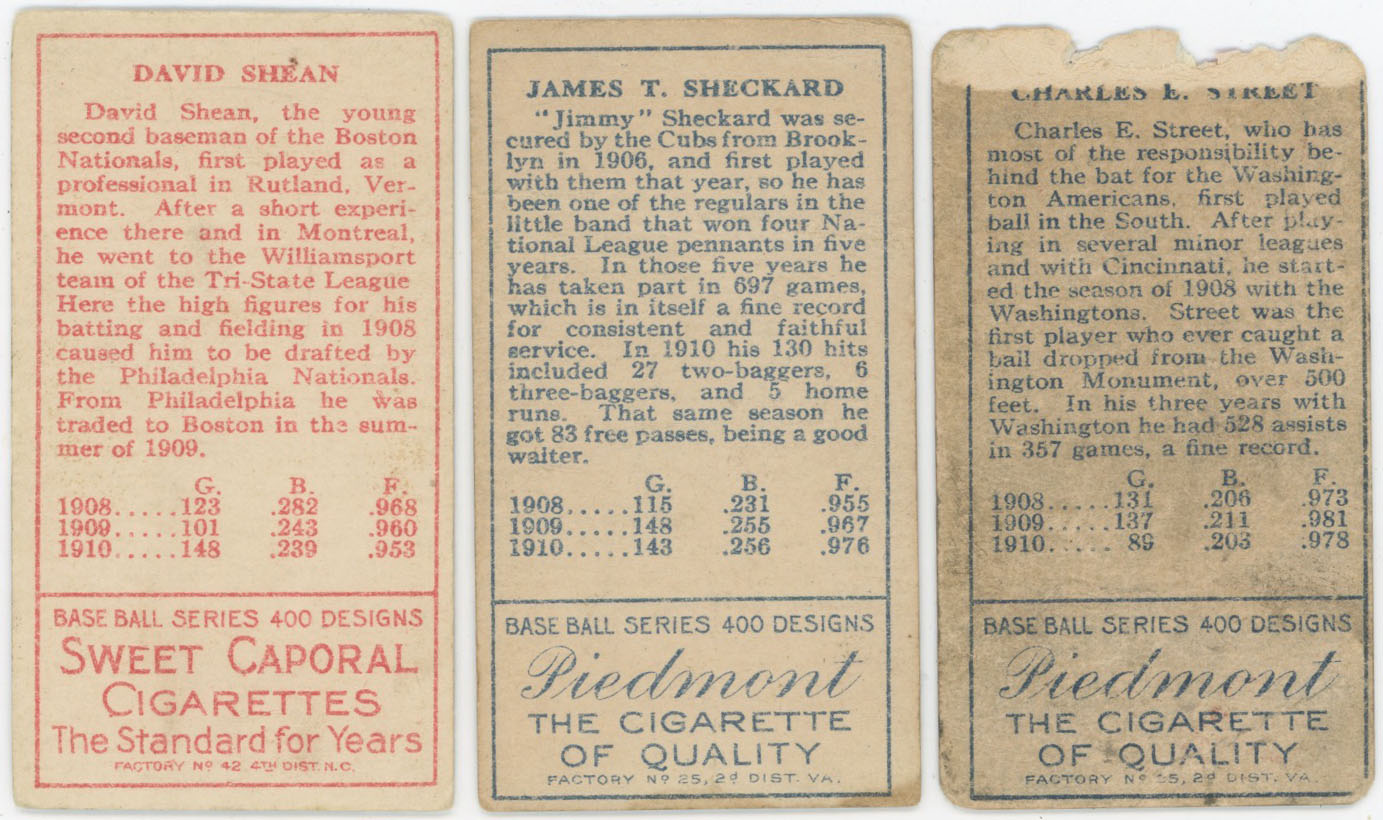 DAVID SHEAN
David Shean, the young
second baseman of the Boston
Nationals, first played as a
professional in Rutland, Ver-
mont. After a short experi-
ence there and in Montreal,
he went to the Williamsport
team of the Tri-State League
Here the high figures for his
batting and fielding in 1908
caused him to be drafted by
the Philadelphia Nationals.
From Philadelphia he was
traded to Boston in the sum-
mer of 1909.
G. B. F.
1908.....123 .282 .968
1909.....101 .243 .960
1910.....148 .239 .953
BASE BALL SERIES 400 DESIGNS
SWEET CAPORAL
CIGARETTES
The Standard for Years
FACTORY Nº 42 4TH DIST. N.C.
JAMES T. SHECKARD
"Jimmy" Sheckard was se-
cured by the Cubs from Brook-
lyn in 1906, and first played
with them that year, so he has
been one of the regulars in the
little band that won four Na-
tional League pennants in five
years. In those five years he
has taken part in 697 games,
which is in itself a fine record
for consistent and faithful
service. In 1910 his 130 hits
included 27 two-baggers, 6
three-baggers, and 5 home
runs. That same season he
got 83 free passes, being a good
waiter.
G. B. F.
1908......115 .231 .955
1909......148 .255 .967
1910......143 .256 .976
BASE BALL SERIES 400 DESIGNS
Piedmont
THE CIGARETTE
OF QUALITY
FACTORY Nº 25, 2d DIST. VA.
CHARLES E. STREET
Charles E. Street, who has
most of the responsibility be-
hind the bat for the Washing-
ton Americans, first played
ball in the South. After play-
ing in several minor leagues
and with Cincinnati, he start-
ed the season of 1908 with the
Washingtons. Street was the
first player who ever caught a
ball dropped from the Wash-
ington Monument, over 500
feet. In his three years with
Washington he had 528 assists
in 357 games, a fine record.
G. B. F.
1908......131 .206 .973
1909......137 .211 .981
1910...... 89 .203 .978
BASE BALL SERIES 400 DESIGNS
Piedmont
THE CIGARETTE
OF QUALITY
FACTORY Nº 25, 2d DIST. VA.